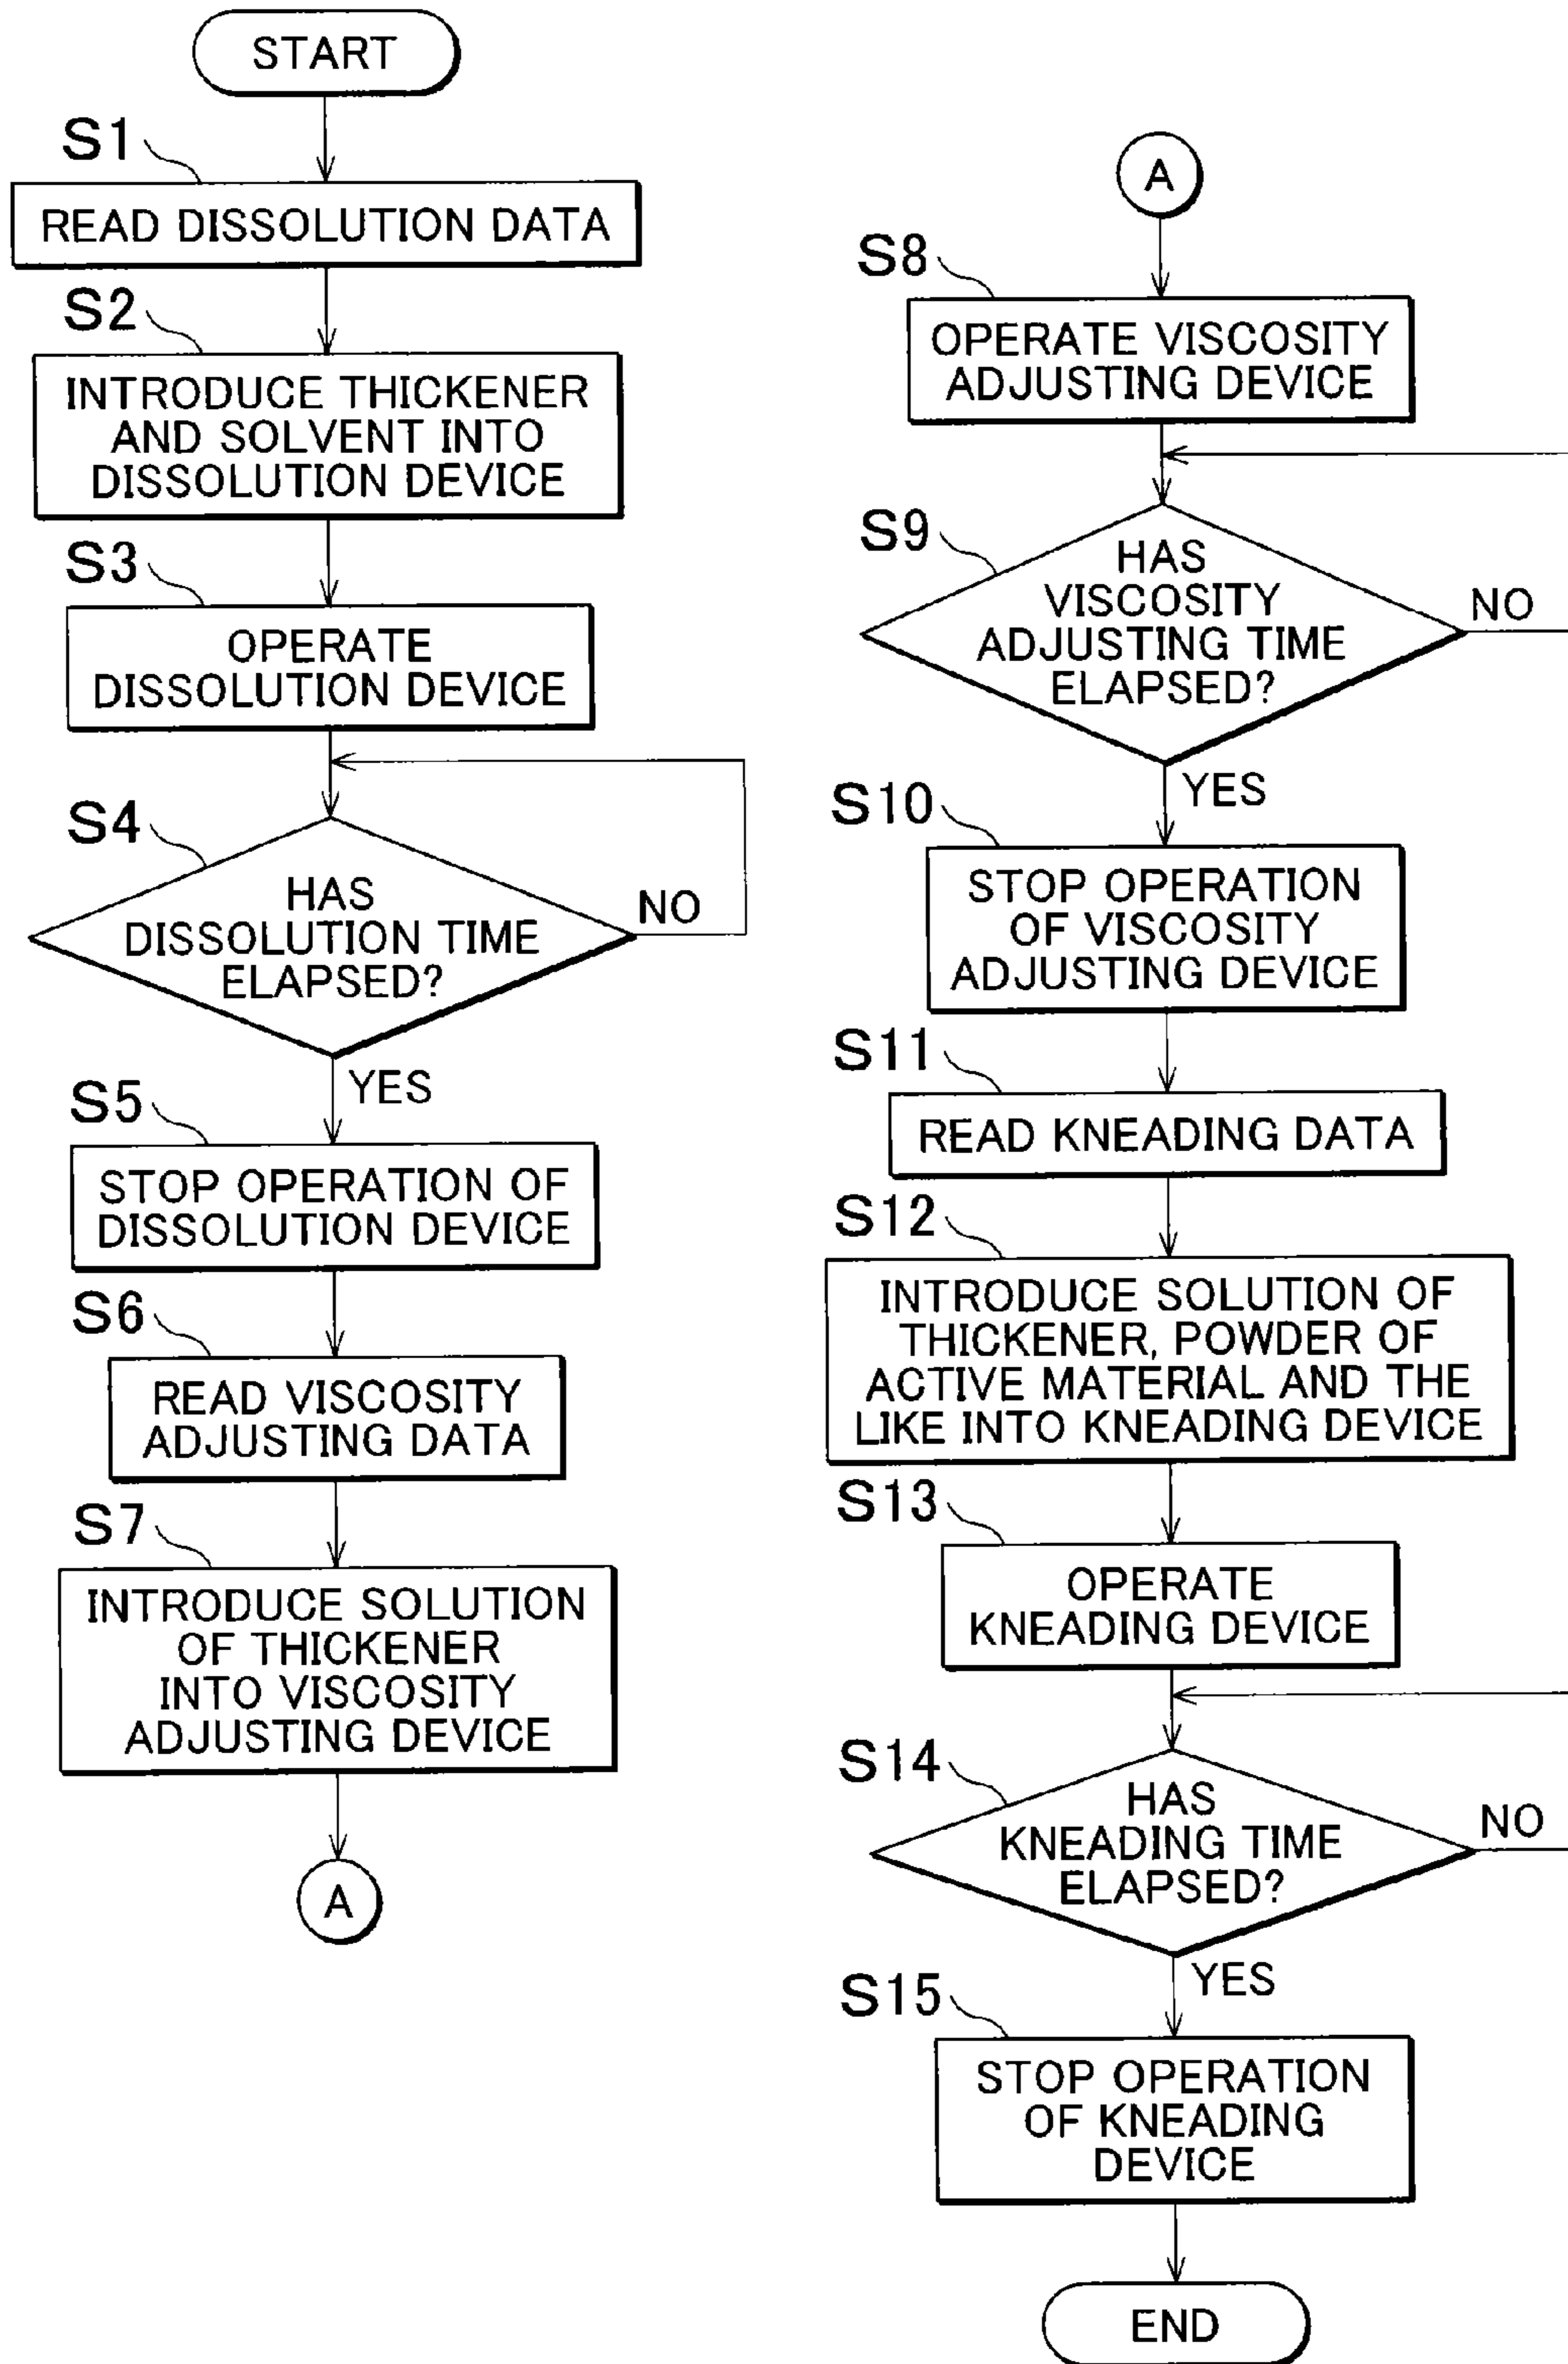 START
S1
READ DISSOLUTION DATA
S2
INTRODUCE THICKENER
AND SOLVENT INTO
DISSOLUTION DEVICE
S3
OPERATE
DISSOLUTION DEVICE
S4
HAS
DISSOLUTION TIME
ELAPSED?
NO
YES
S5
STOP OPERATION OF
DISSOLUTION DEVICE
S6
READ VISCOSITY
ADJUSTING DATA
S7
INTRODUCE SOLUTION
OF THICKENER
INTO VISCOSITY
ADJUSTING DEVICE
A
A
S8
OPERATE VISCOSITY
ADJUSTING DEVICE
S9
HAS
VISCOSITY
ADJUSTING TIME
ELAPSED?
NO
YES
S10
STOP OPERATION
OF VISCOSITY
ADJUSTING DEVICE
S11
READ KNEADING DATA
S12
INTRODUCE SOLUTION OF
THICKENER, POWDER OF
ACTIVE MATERIAL AND THE
LIKE INTO KNEADING DEVICE
S13
OPERATE
KNEADING DEVICE
S14
HAS
KNEADING TIME
ELAPSED?
NO
YES
S15
STOP OPERATION
OF KNEADING
DEVICE
END